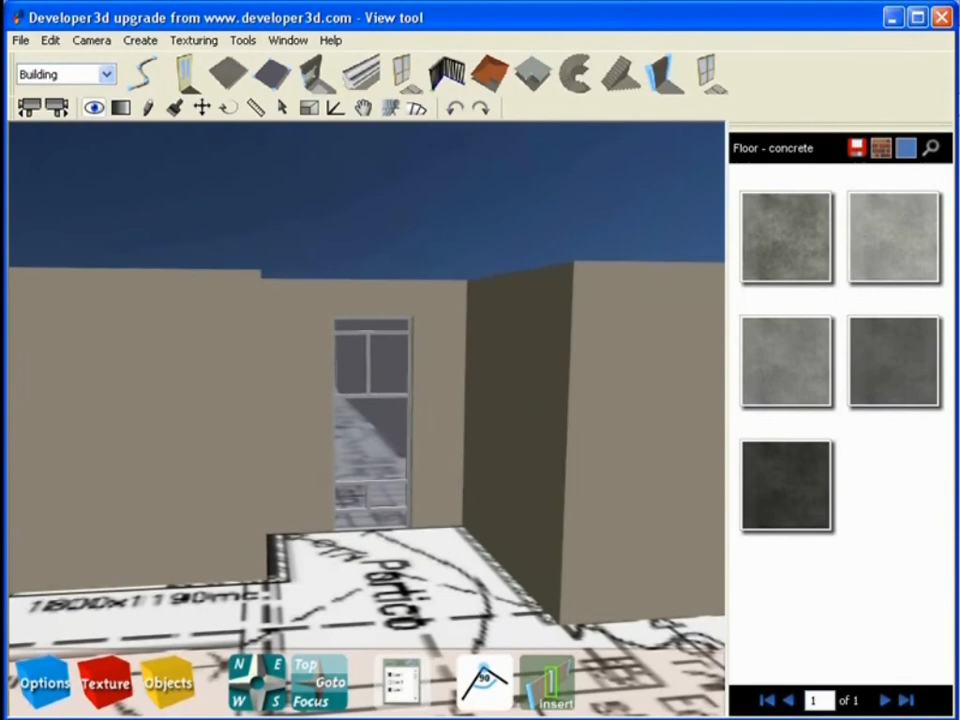 Developer3d upgrade from www.developer3d.com - View tool
File Edit Camera Create Texturing Tools Window Help
Building
Floor - concrete
Portico
1800x1190mc.
Options
Texture
Objects
N E
W S
Top
Goto
Focus
90
Insert
1 of 1